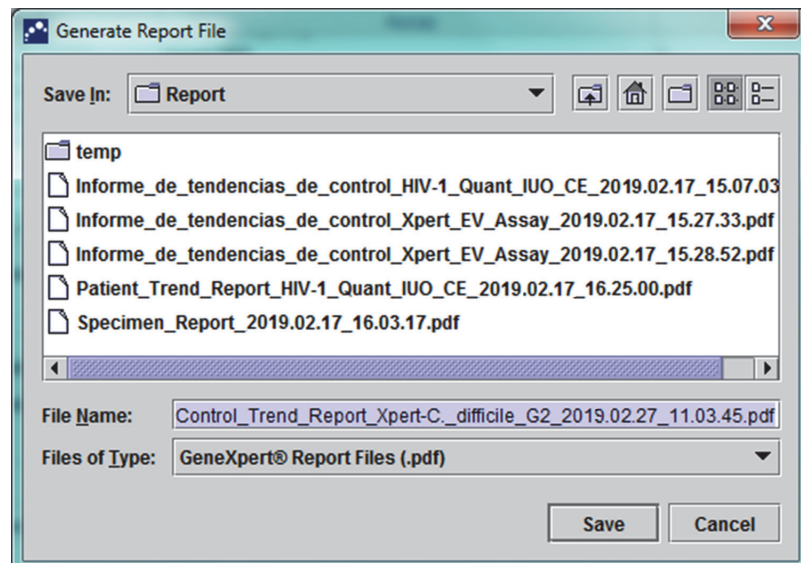 Generate Report File
Save In: Report
temp
Informe_de_tendencias_de_control_HIV-1_Quant_IUO_CE_2019.02.17_15.07.03
Informe_de_tendencias_de_control_Xpert_EV_Assay_2019.02.17_15.27.33.pdf
Informe_de_tendencias_de_control_Xpert_EV_Assay_2019.02.17_15.28.52.pdf
Patient_Trend_Report_HIV-1_Quant_IUO_CE_2019.02.17_16.25.00.pdf
Specimen_Report_2019.02.17_16.03.17.pdf
File Name: Control_Trend_Report_Xpert-C._difficile_G2_2019.02.27_11.03.45.pdf
Files of Type: GeneXpert® Report Files (.pdf)
Save Cancel